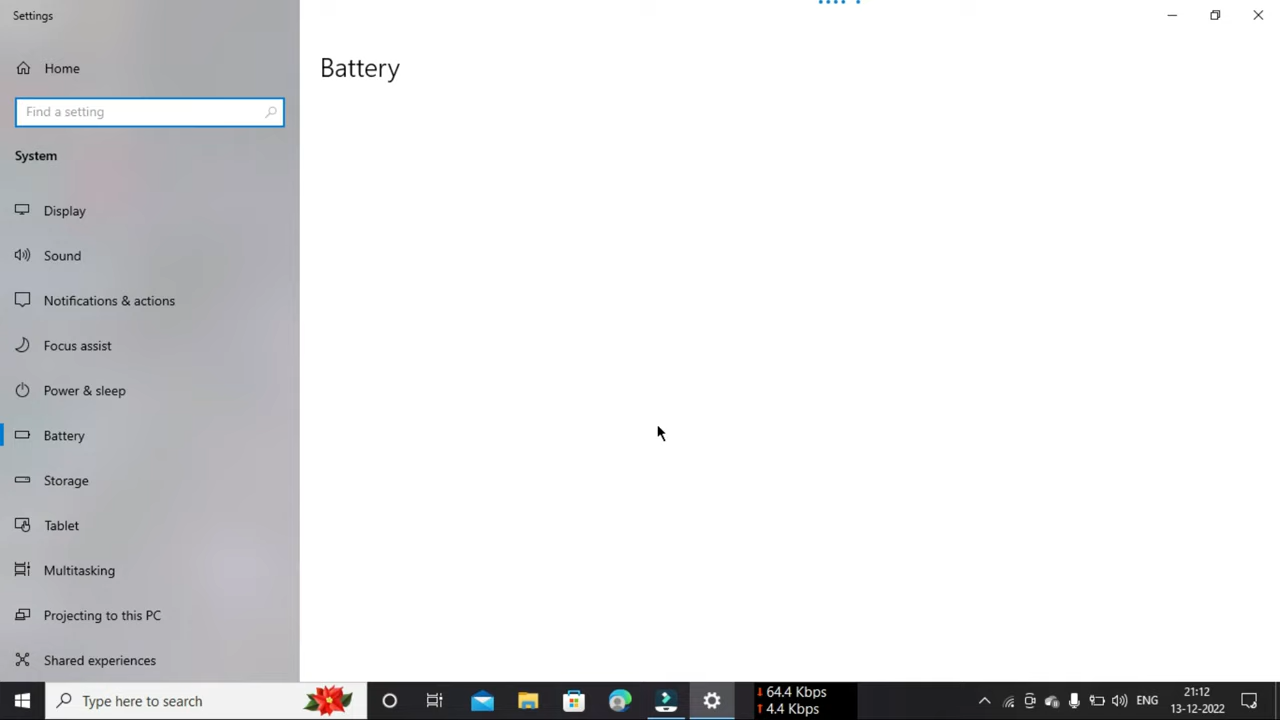 Settings
Home
Find a setting
System
Display
Sound
Notifications & actions
Focus assist
Power & sleep
Battery
Storage
Tablet
Multitasking
Projecting to this PC
Shared experiences
Battery
Type here to search
64.4 Kbps
4.4 Kbps
ENG
21:12
13-12-2022